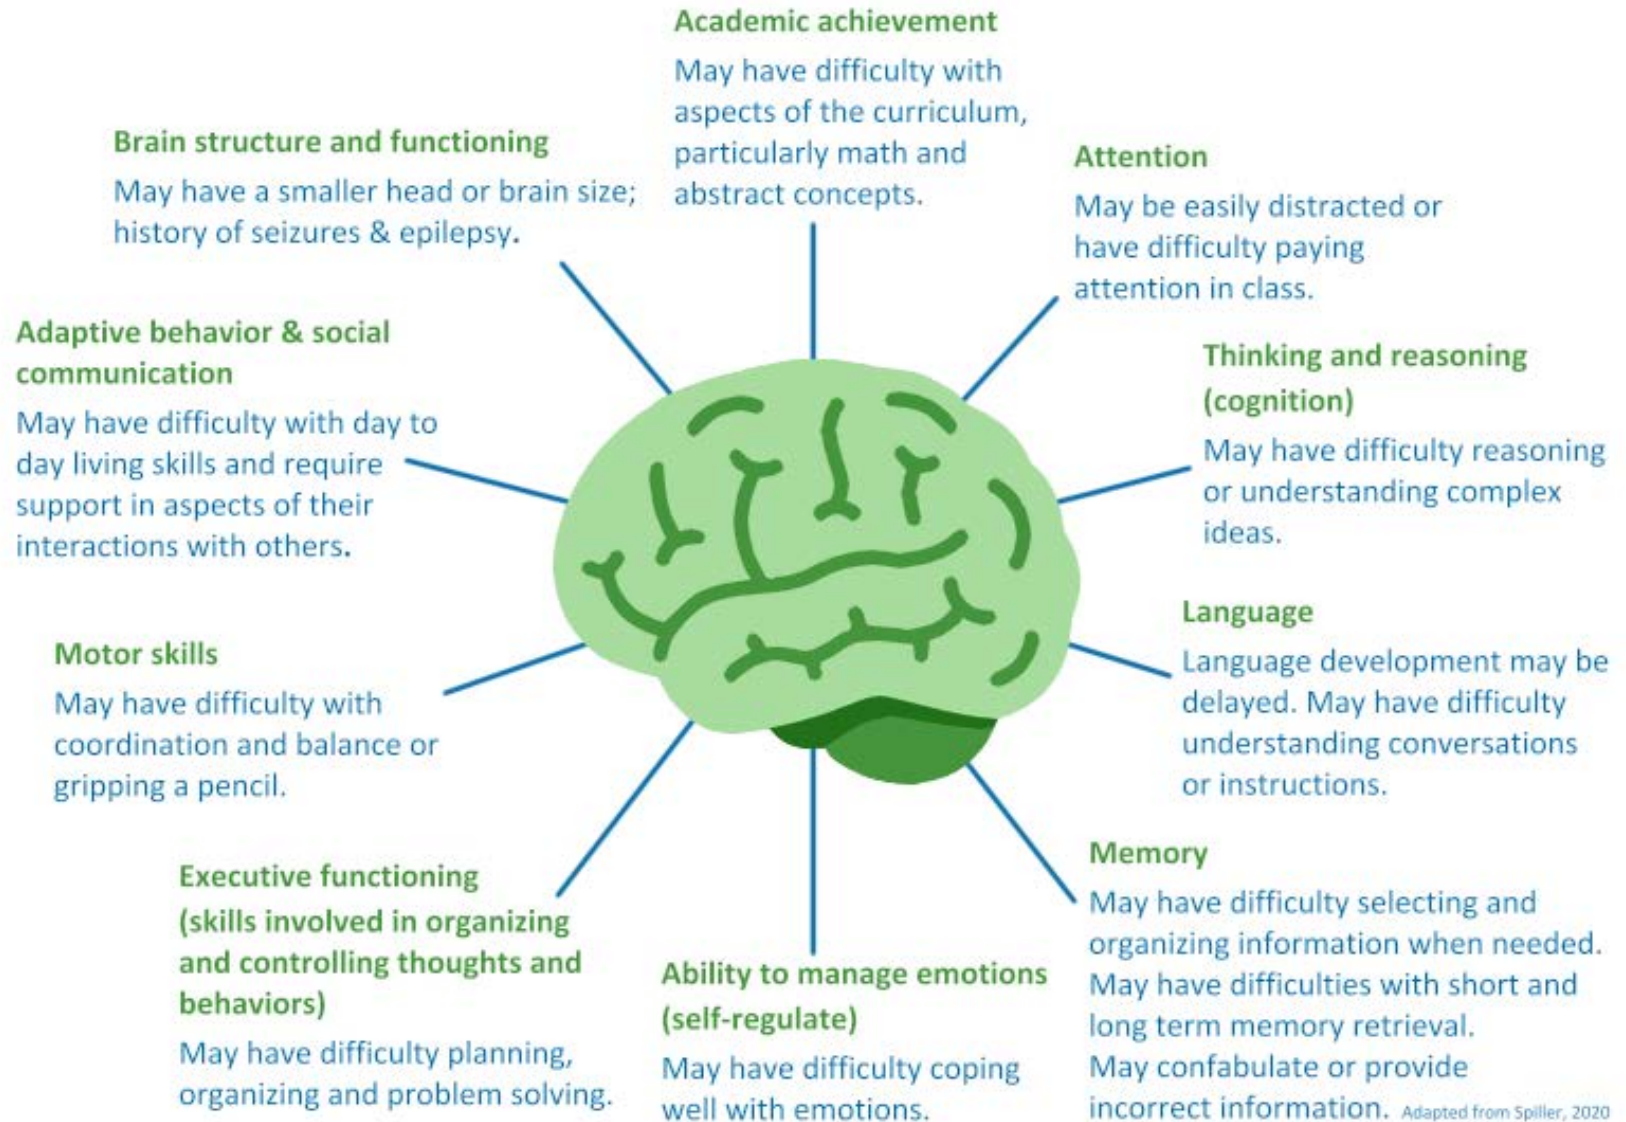 Academic achievement
May have difficulty with
aspects of the curriculum,
particularly math and
abstract concepts.
Attention
May be easily distracted or
have difficulty paying
attention in class.
Thinking and reasoning
(cognition)
May have difficulty reasoning
or understanding complex
ideas.
Language
Language development may be
delayed. May have difficulty
understanding conversations
or instructions.
Memory
May have difficulty selecting and
organizing information when needed.
May have difficulties with short and
long term memory retrieval.
May confabulate or provide
incorrect information.
Adapted from Spiller, 2020
Ability to manage emotions
(self-regulate)
May have difficulty coping
well with emotions.
Executive functioning
(skills involved in organizing
and controlling thoughts and
behaviors)
May have difficulty planning,
organizing and problem solving.
Motor skills
May have difficulty with
coordination and balance or
gripping a pencil.
Adaptive behavior & social
communication
May have difficulty with day to
day living skills and require
support in aspects of their
interactions with others.
Brain structure and functioning
May have a smaller head or brain size;
history of seizures & epilepsy.